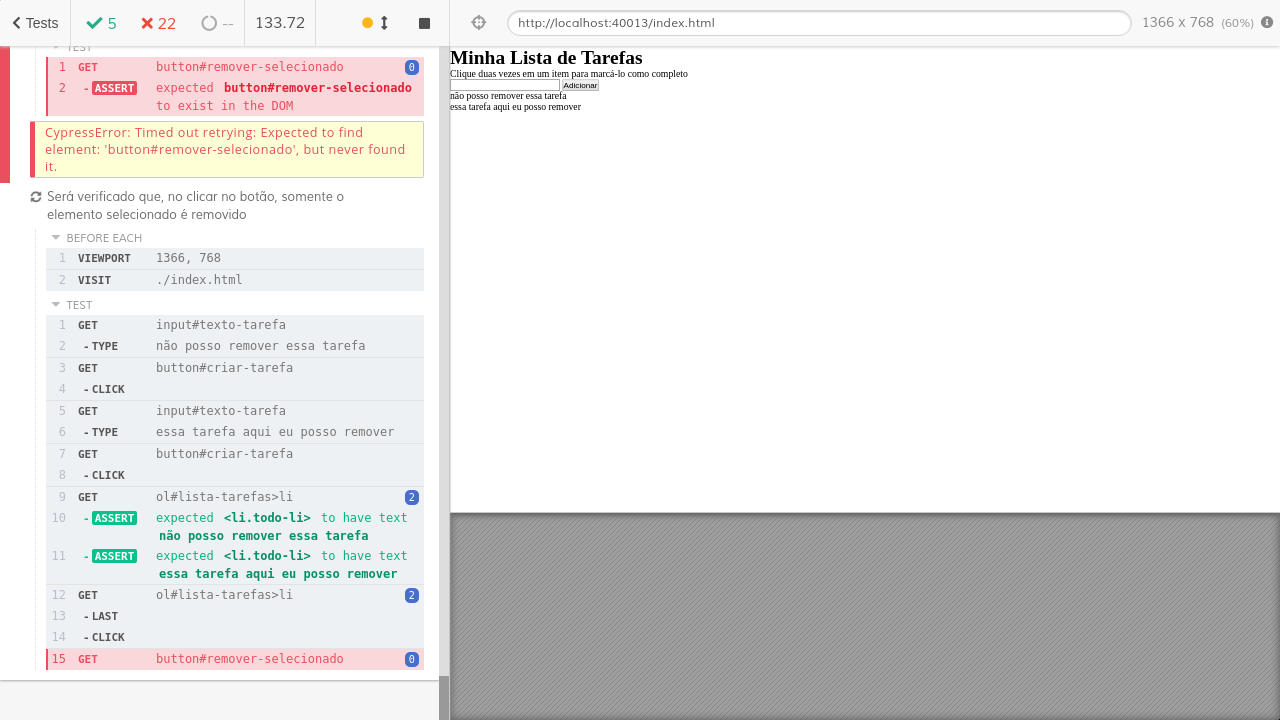 Tests
5
22
--
133.72
http://localhost:40013/index.html
1366 x 768 (60%)
TEST
1 GET button#remover-selecionado 0
2 - ASSERT expected button#remover-selecionado
to exist in the DOM
CypressError: Timed out retrying: Expected to find
element: 'button#remover-selecionado', but never found
it.
Será verificado que, no clicar no botão, somente o
elemento selecionado é removido
BEFORE EACH
1 VIEWPORT 1366, 768
2 VISIT ./index.html
TEST
1 GET input#texto-tarefa
2 - TYPE não posso remover essa tarefa
3 GET button#criar-tarefa
4 - CLICK
5 GET input#texto-tarefa
6 - TYPE essa tarefa aqui eu posso remover
7 GET button#criar-tarefa
8 - CLICK
9 GET ol#lista-tarefas>li 2
10 - ASSERT expected <li.todo-li> to have text
não posso remover essa tarefa
11 - ASSERT expected <li.todo-li> to have text
essa tarefa aqui eu posso remover
12 GET ol#lista-tarefas>li 2
13 - LAST
14 - CLICK
15 GET button#remover-selecionado 0
Minha Lista de Tarefas
Clique duas vezes em um item para marcá-lo como completo
Adicionar
não posso remover essa tarefa
essa tarefa aqui eu posso remover